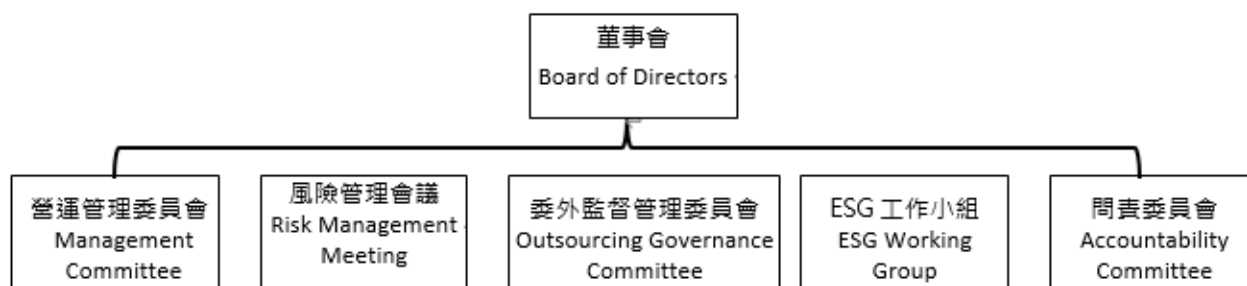 董事會
Board of Directors
營運管理委員會
Management
Committee
風險管理會議
Risk Management
Meeting
委外監督管理委員會
Outsourcing Governance
Committee
ESG 工作小組
ESG Working
Group
問責委員會
Accountability
Committee